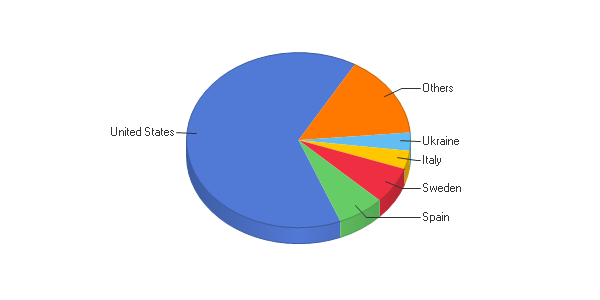 Others
United States
Ukraine
Italy
Sweden
Spain